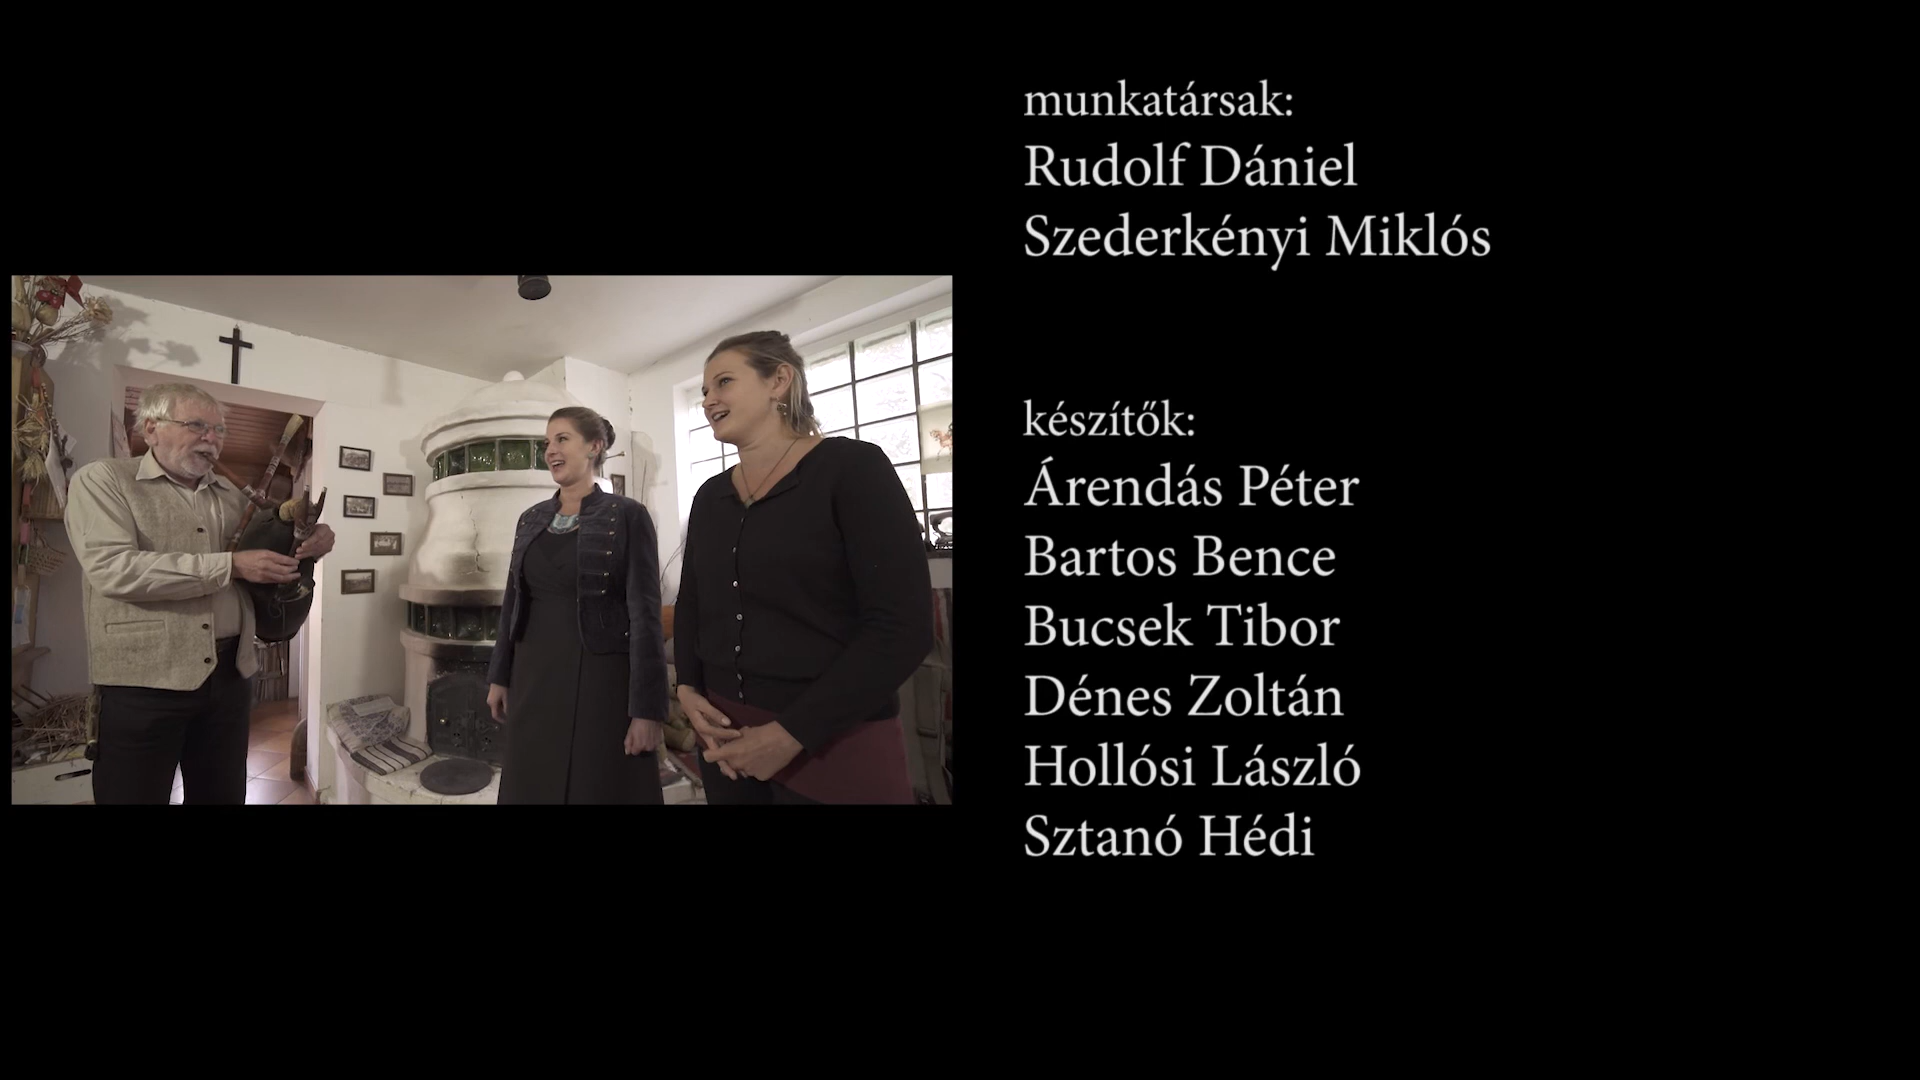 munkatársak:
Rudolf Dániel
Szederkényi Miklós
készítők:
Árendás Péter
Bartos Bence
Bucsek Tibor
Dénes Zoltán
Hollósi László
Sztanó Hédi